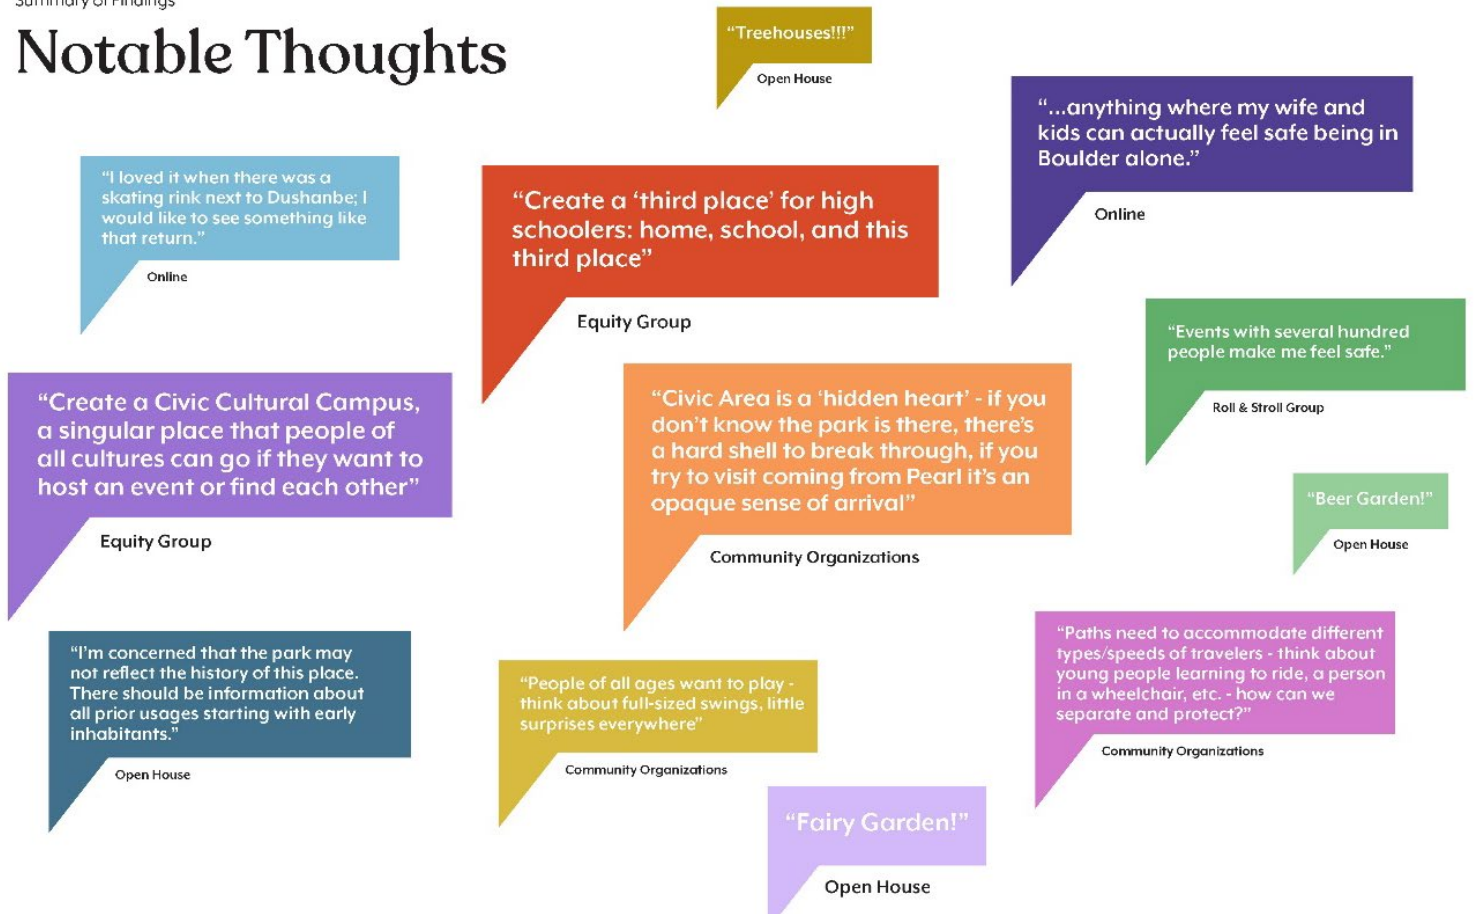 Summary of Findings
Notable Thoughts
“Treehouses!!!”
Open House
“...anything where my wife and
kids can actually feel safe being in
Boulder alone.”
Online
“I loved it when there was a
skating rink next to Dushanbe; I
would like to see something like
that return.”
Online
“Create a ‘third place’ for high
schoolers: home, school, and this
third place”
Equity Group
“Events with several hundred
people make me feel safe.”
Roll & Stroll Group
“Create a Civic Cultural Campus,
a singular place that people of
all cultures can go if they want to
host an event or find each other”
Equity Group
“Civic Area is a ‘hidden heart’ - if you
don’t know the park is there, there’s
a hard shell to break through, if you
try to visit coming from Pearl it’s an
opaque sense of arrival”
Community Organizations
“Beer Garden!”
Open House
“I’m concerned that the park may
not reflect the history of this place.
There should be information about
all prior usages starting with early
inhabitants.”
Open House
“People of all ages want to play -
think about full-sized swings, little
surprises everywhere”
Community Organizations
“Paths need to accommodate different
types/speeds of travelers - think about
young people learning to ride, a person
in a wheelchair, etc. - how can we
separate and protect?”
Community Organizations
“Fairy Garden!”
Open House